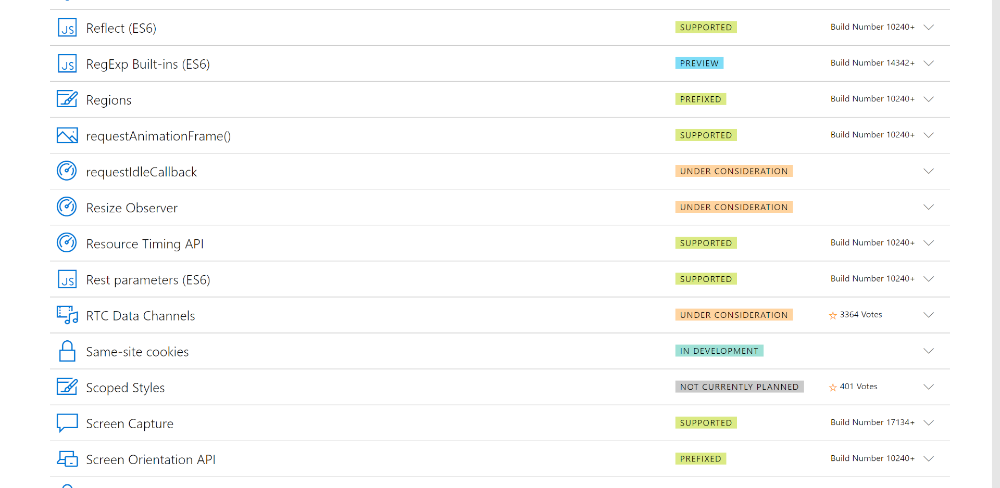 JS Reflect (ES6) SUPPORTED Build Number 10240+
JS RegExp Built-ins (ES6) PREVIEW Build Number 14342+
Regions PREFIXED Build Number 10240+
requestAnimationFrame() SUPPORTED Build Number 10240+
requestIdleCallback UNDER CONSIDERATION
Resize Observer UNDER CONSIDERATION
Resource Timing API SUPPORTED Build Number 10240+
JS Rest parameters (ES6) SUPPORTED Build Number 10240+
RTC Data Channels UNDER CONSIDERATION 3364 Votes
Same-site cookies IN DEVELOPMENT
Scoped Styles NOT CURRENTLY PLANNED 401 Votes
Screen Capture SUPPORTED Build Number 17134+
Screen Orientation API PREFIXED Build Number 10240+